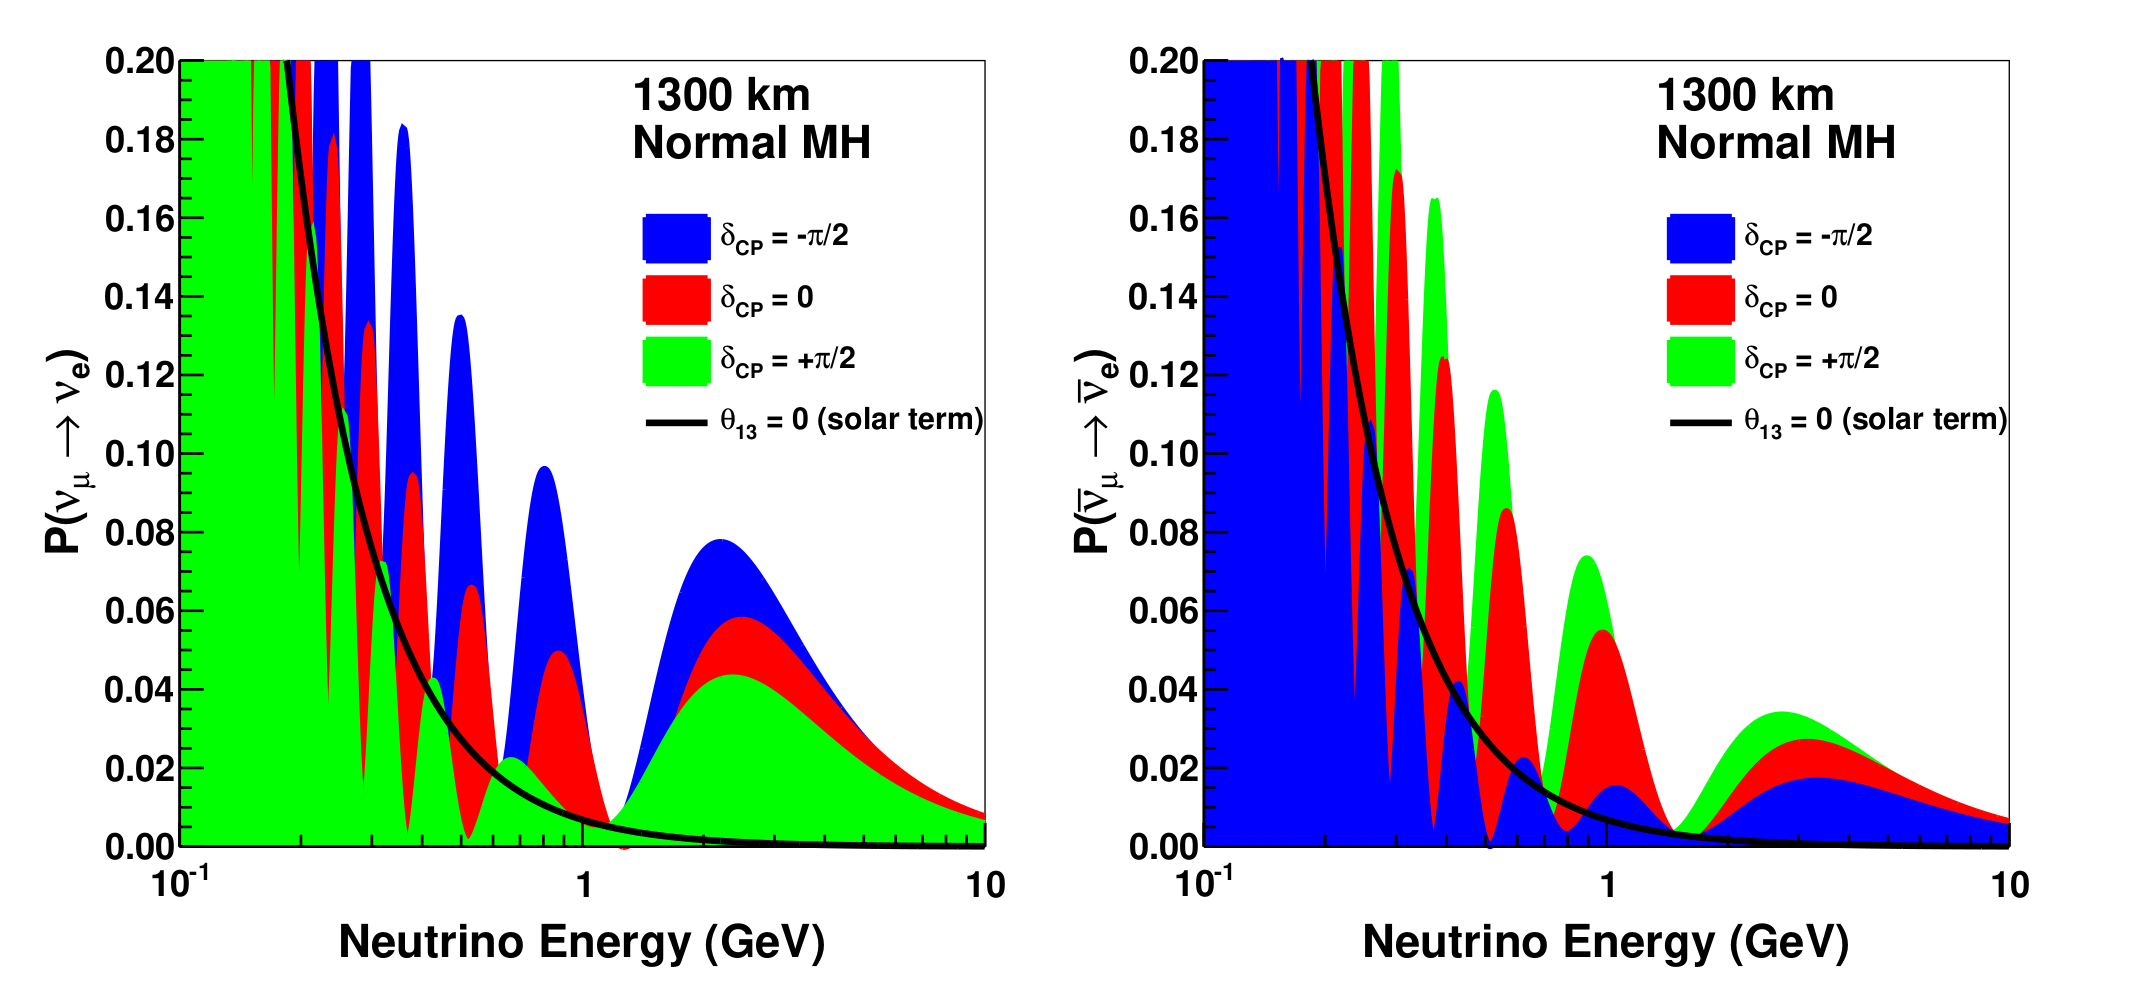 0.20
0.18
0.16
0.14
0.12
0.10
0.08
0.06
0.04
0.02
0.00
P(νμ → νe)
1300 km
Normal MH
δCP = -π/2
δCP = 0
δCP = +π/2
θ13 = 0 (solar term)
10-1 1 10
Neutrino Energy (GeV)
0.20
0.18
0.16
0.14
0.12
0.10
0.08
0.06
0.04
0.02
0.00
P(ν̅μ → ν̅e)
1300 km
Normal MH
δCP = -π/2
δCP = 0
δCP = +π/2
θ13 = 0 (solar term)
10-1 1 10
Neutrino Energy (GeV)